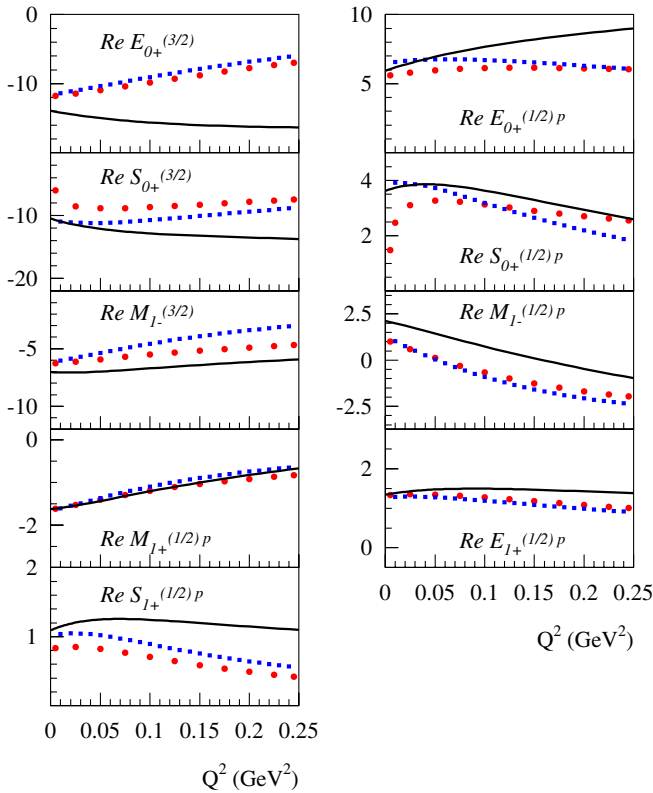 0
-10
Re E0+(3/2)
-10
-20
Re S0+(3/2)
-5
-10
Re M1-(3/2)
0
-2
Re M1+(1/2) p
2
1
Re S1+(1/2) p
0 0.05 0.1 0.15 0.2 0.25
Q2 (GeV2)
10
5
0
Re E0+(1/2) p
4
2
Re S0+(1/2) p
2.5
0
-2.5
Re M1-(1/2) p
2
0
Re E1+(1/2) p
0 0.05 0.1 0.15 0.2 0.25
Q2 (GeV2)